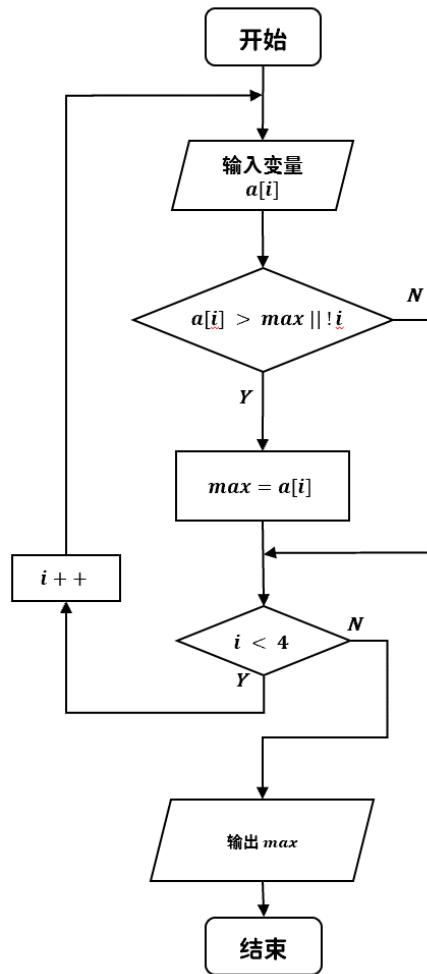 开始
输入变量
a[i]
a[i] > max || ! i
N
Y
max = a[i]
i + +
i < 4
N
Y
输出 max
结束